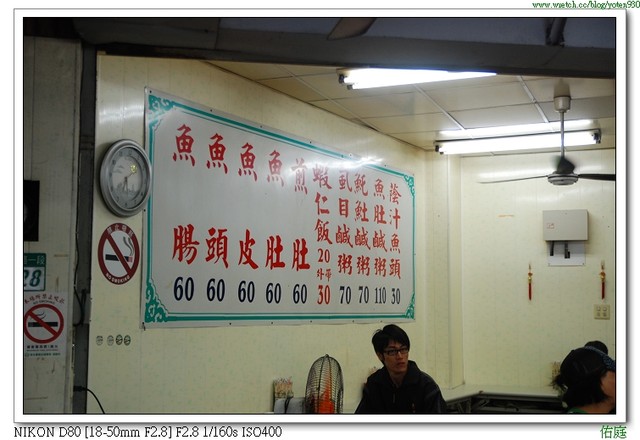 www.wretch.cc/blog/yotex930
蔭汁魚頭 30
魚肚鹹粥 110
魠魠鹹粥 70
虱目鹹粥 70
蝦仁飯 20外帶 30
煎肚 60
魚肚 60
魚皮 60
魚頭 60
魚腸 60
28
NIKON D80 [18-50mm F2.8] F2.8 1/160s ISO400
佑庭